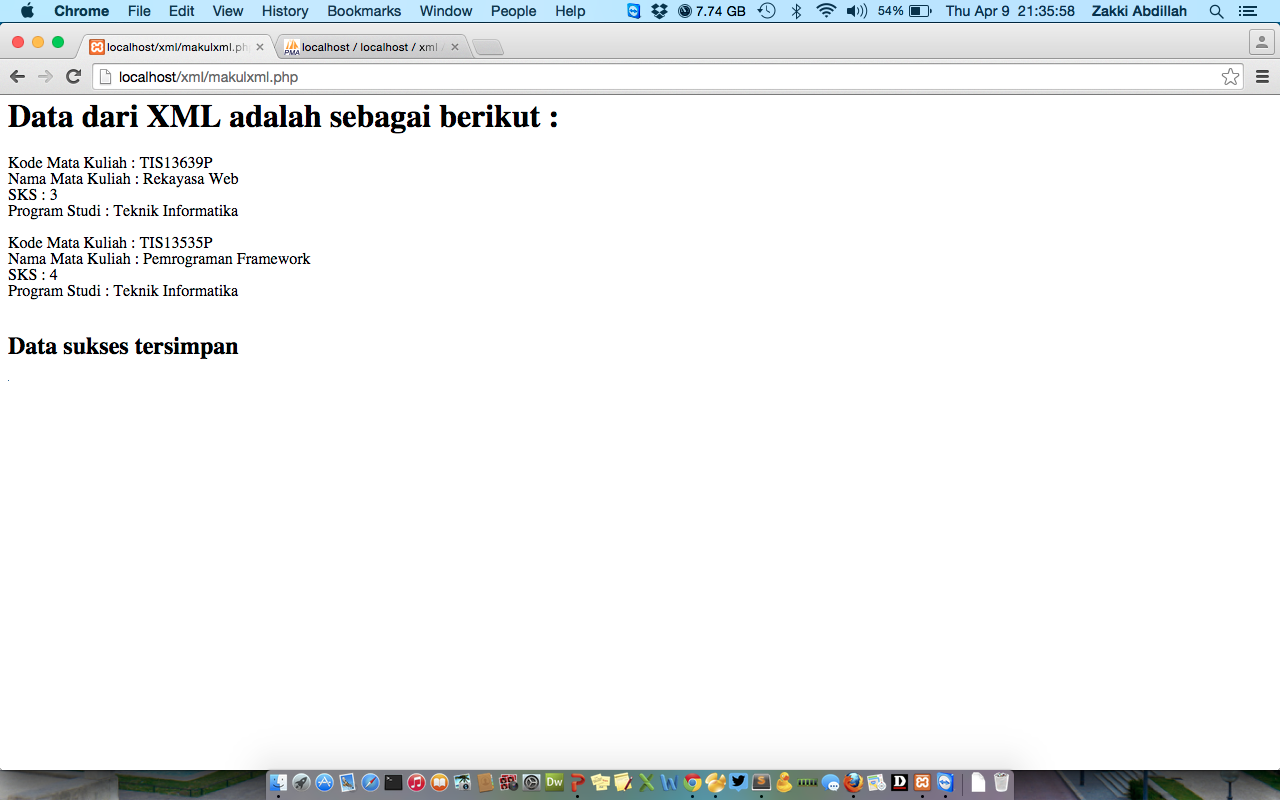 Chrome File Edit View History Bookmarks Window People Help 7.74 GB 54% Thu Apr 9 21:35:58 Zakki Abdillah
localhost/xml/makulxml.ph localhost / localhost / xml /
localhost/xml/makulxml.php
Data dari XML adalah sebagai berikut :
Kode Mata Kuliah : TIS13639P
Nama Mata Kuliah : Rekayasa Web
SKS : 3
Program Studi : Teknik Informatika
Kode Mata Kuliah : TIS13535P
Nama Mata Kuliah : Pemrograman Framework
SKS : 4
Program Studi : Teknik Informatika
Data sukses tersimpan
Dw